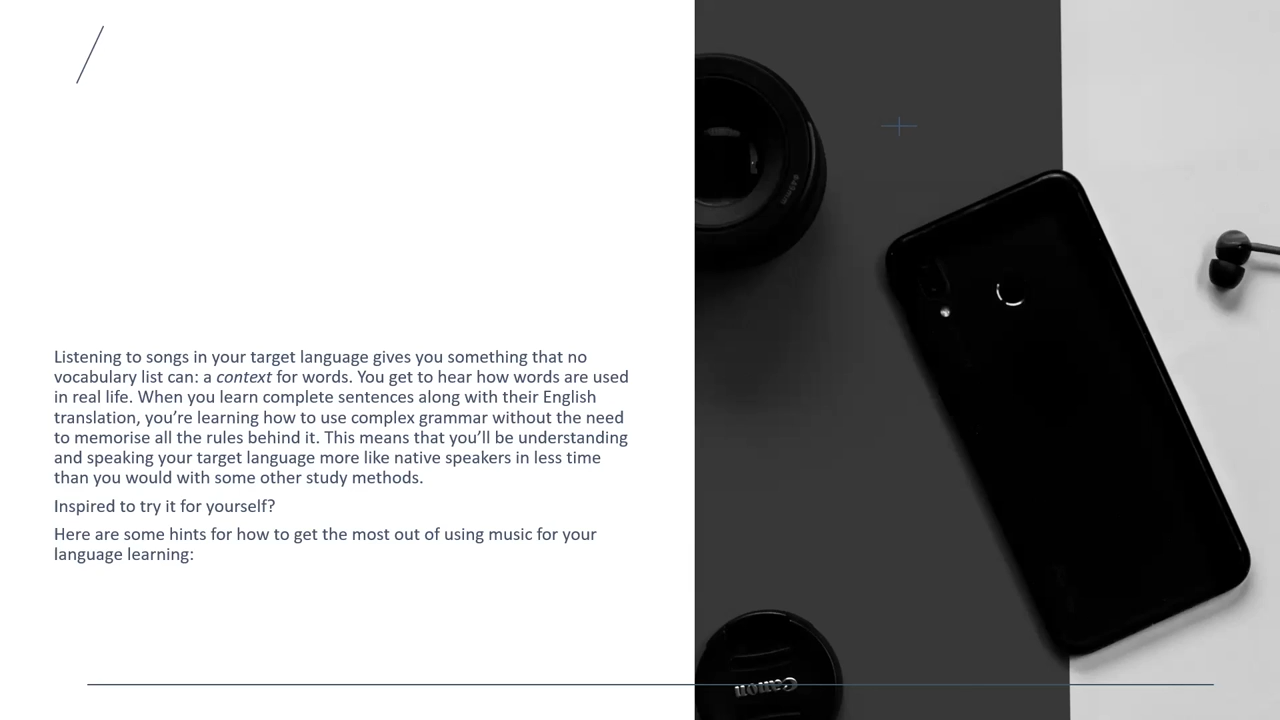 Listening to songs in your target language gives you something that no
vocabulary list can: a context for words. You get to hear how words are used
in real life. When you learn complete sentences along with their English
translation, you’re learning how to use complex grammar without the need
to memorise all the rules behind it. This means that you’ll be understanding
and speaking your target language more like native speakers in less time
than you would with some other study methods.
Inspired to try it for yourself?
Here are some hints for how to get the most out of using music for your
language learning:
Canon